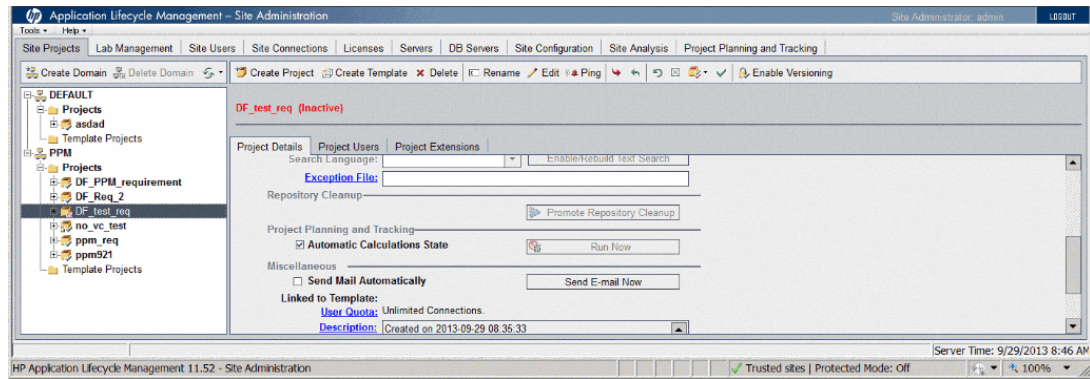 hp Application Lifecycle Management – Site Administration Site Administrator: admin LOGOUT
Tools Help
Site Projects Lab Management Site Users Site Connections Licenses Servers DB Servers Site Configuration Site Analysis Project Planning and Tracking
Create Domain Delete Domain Create Project Create Template Delete Rename Edit Ping Enable Versioning
DEFAULT
Projects
asdad
Template Projects
PPM
Projects
DF_PPM_requirement
DF_Req_2
DF_test_req
no_vc_test
ppm_req
ppm921
Template Projects
DF_test_req (Inactive)
Project Details Project Users Project Extensions
Search Language: Enable/Rebuild Text Search
Exception File:
Repository Cleanup
Promote Repository Cleanup
Project Planning and Tracking
Automatic Calculations State Run Now
Miscellaneous
Send Mail Automatically Send E-mail Now
Linked to Template:
User Quota: Unlimited Connections.
Description: Created on 2013-09-29 08:35:33
Server Time: 9/29/2013 8:46 AM
HP Application Lifecycle Management 11.52 - Site Administration Trusted sites | Protected Mode: Off 100%